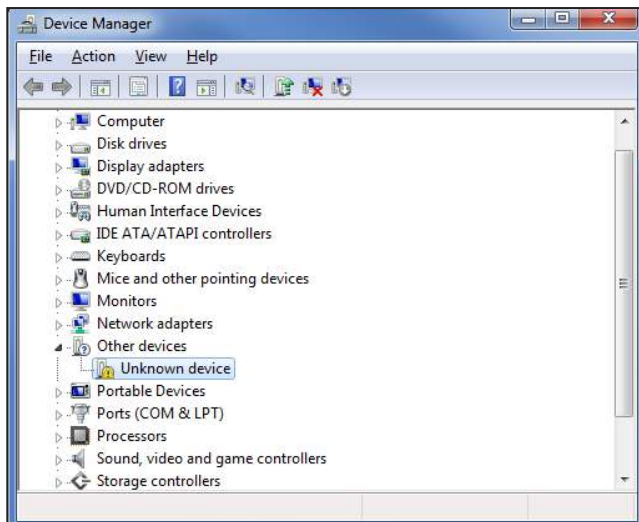 Device Manager
File Action View Help
Computer
Disk drives
Display adapters
DVD/CD-ROM drives
Human Interface Devices
IDE ATA/ATAPI controllers
Keyboards
Mice and other pointing devices
Monitors
Network adapters
Other devices
Unknown device
Portable Devices
Ports (COM & LPT)
Processors
Sound, video and game controllers
Storage controllers